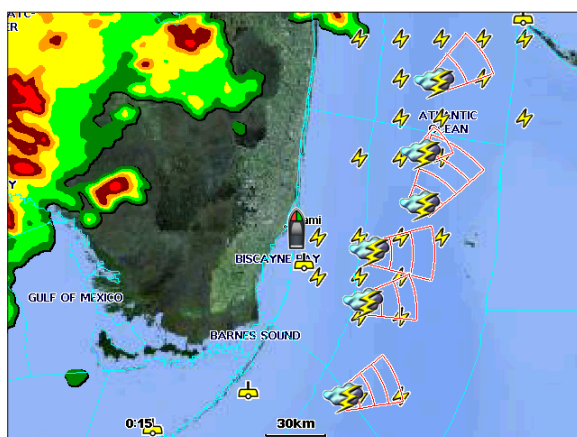 ATLANTIC
OCEAN
BISCAYNE BAY
GULF OF MEXICO
BARNES SOUND
0:15
30km